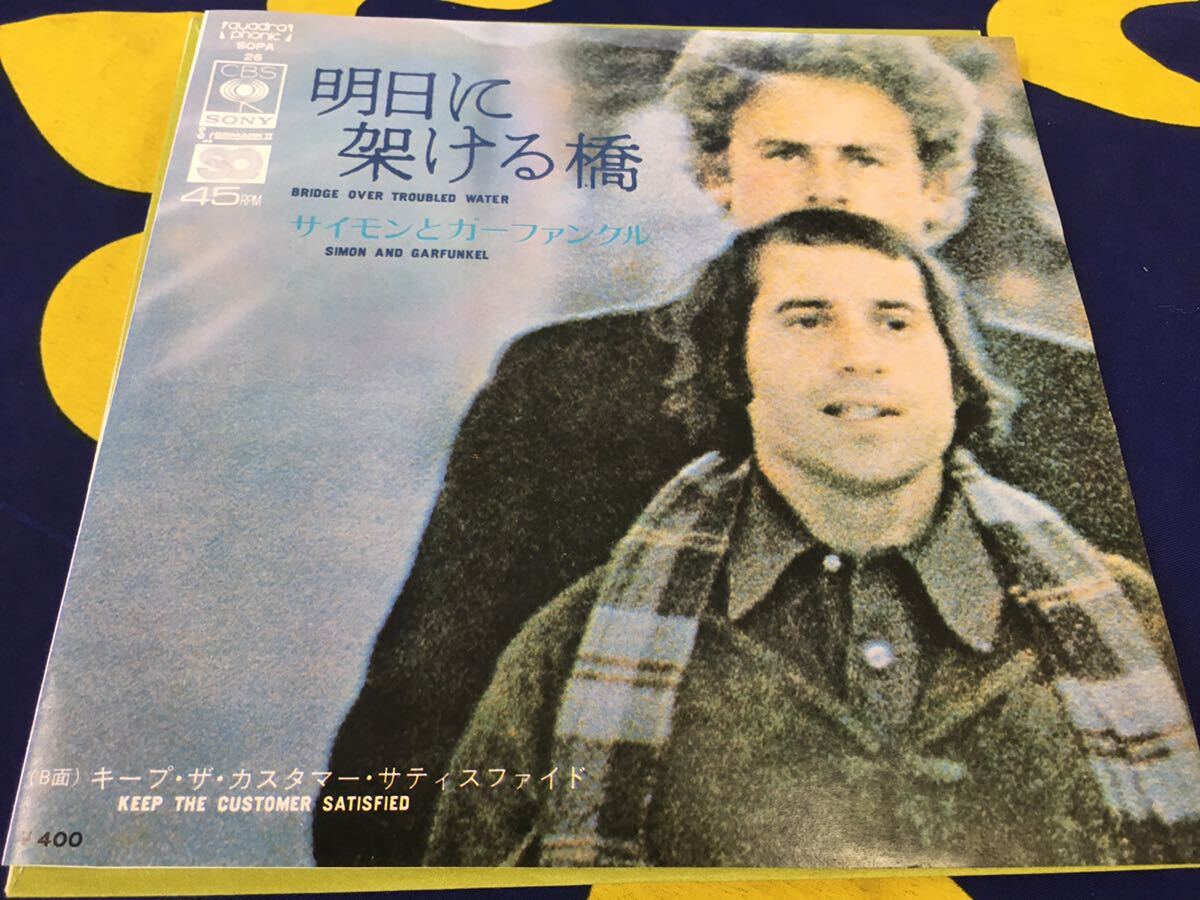 quadro
phonic
SOPA
26
CBS
SONY
SQ
45 RPM
明日に
架ける橋
BRIDGE OVER TROUBLED WATER
サイモンとガーファンクル
SIMON AND GARFUNKEL
(B面) キープ・ザ・カスタマー・サティスファイド
KEEP THE CUSTOMER SATISFIED
¥400